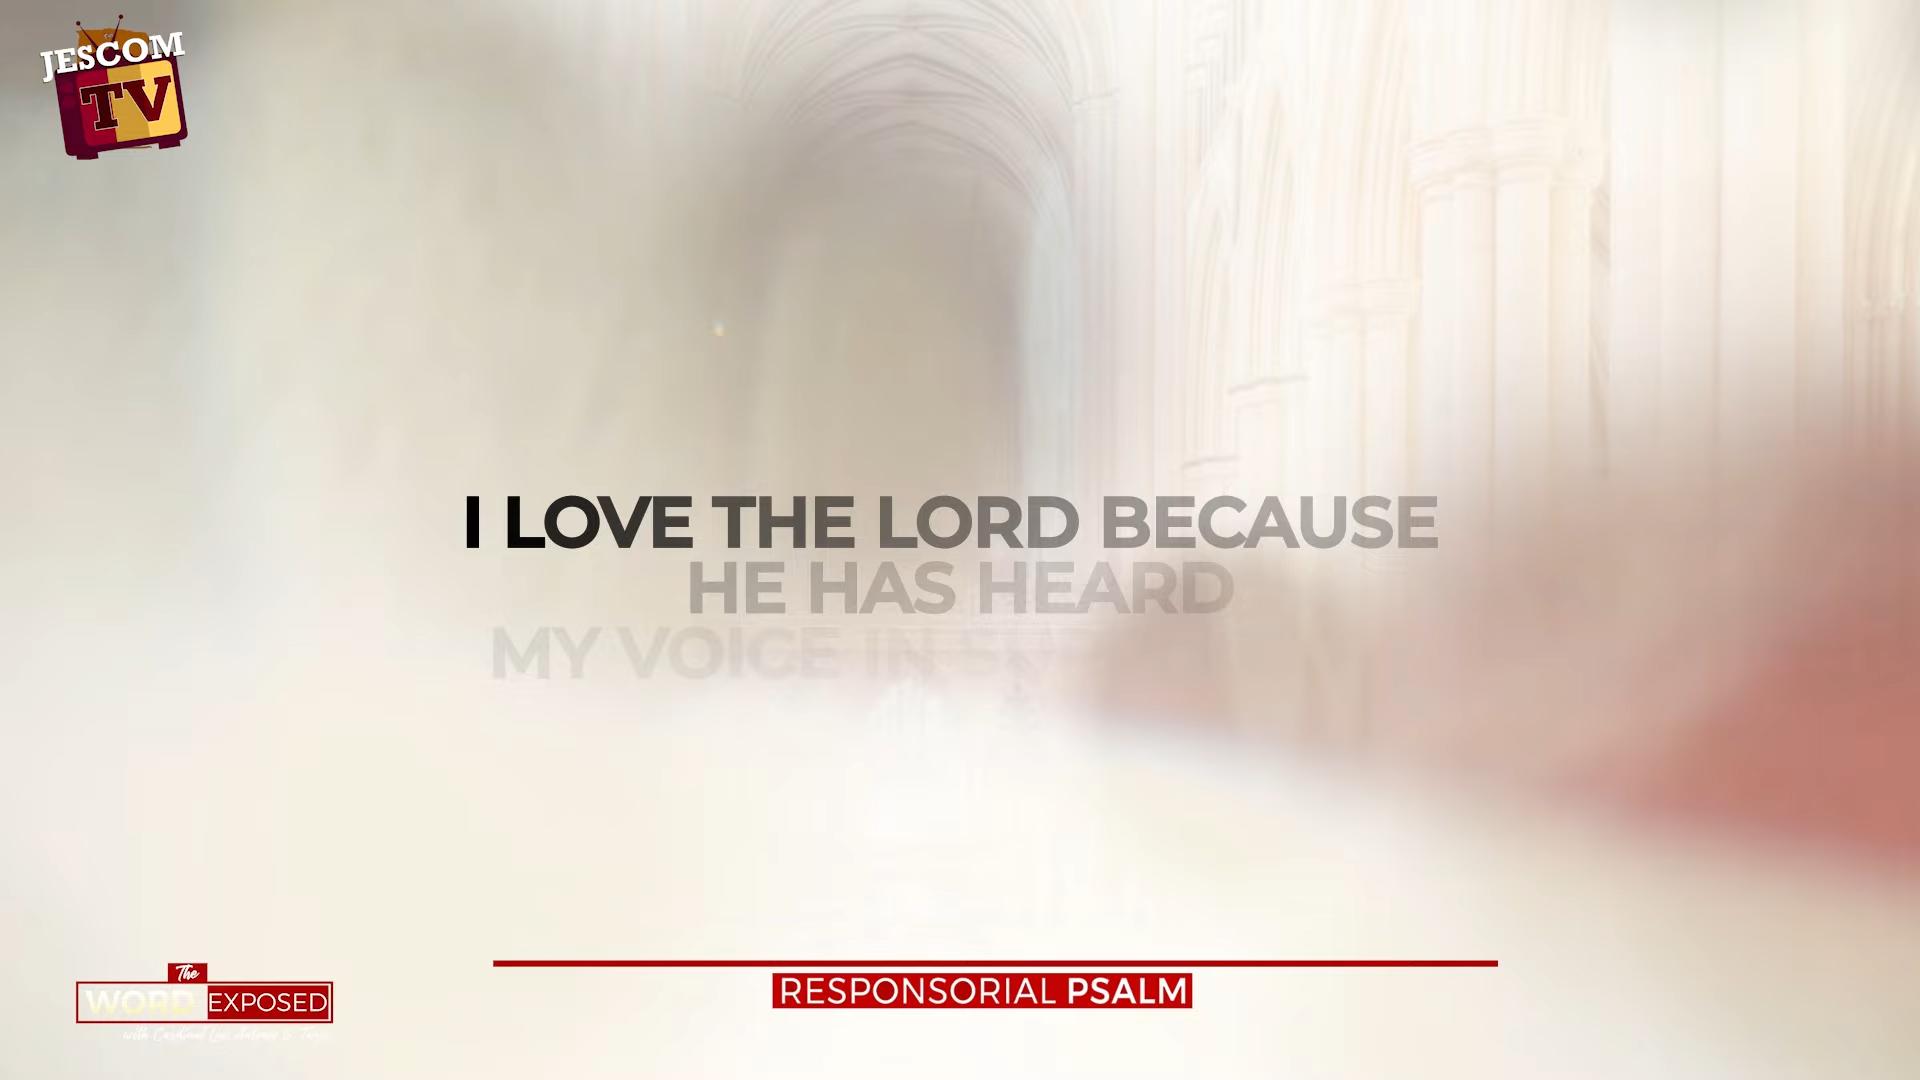 JESCOM
TV
I LOVE THE LORD BECAUSE
HE HAS HEARD
MY VOICE IN
The
WORD EXPOSED
RESPONSORIAL PSALM